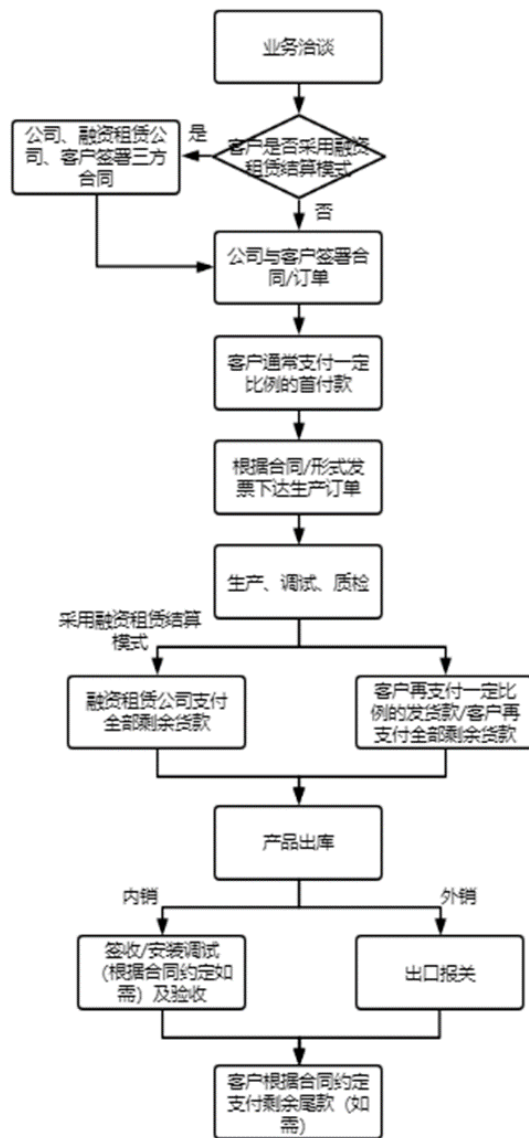 业务洽谈
客户是否采用融资
租赁结算模式
是
公司、融资租赁公
司、客户签署三方
合同
否
公司与客户签署合
同/订单
客户通常支付一定
比例的首付款
根据合同/形式发
票下达生产订单
生产、调试、质检
采用融资租赁结算
模式
融资租赁公司支付
全部剩余货款
客户再支付一定比
例的发货款/客户再
支付全部剩余货款
产品出库
内销
外销
签收/安装调试
（根据合同约定如
需）及验收
出口报关
客户根据合同约定
支付剩余尾款（如
需）